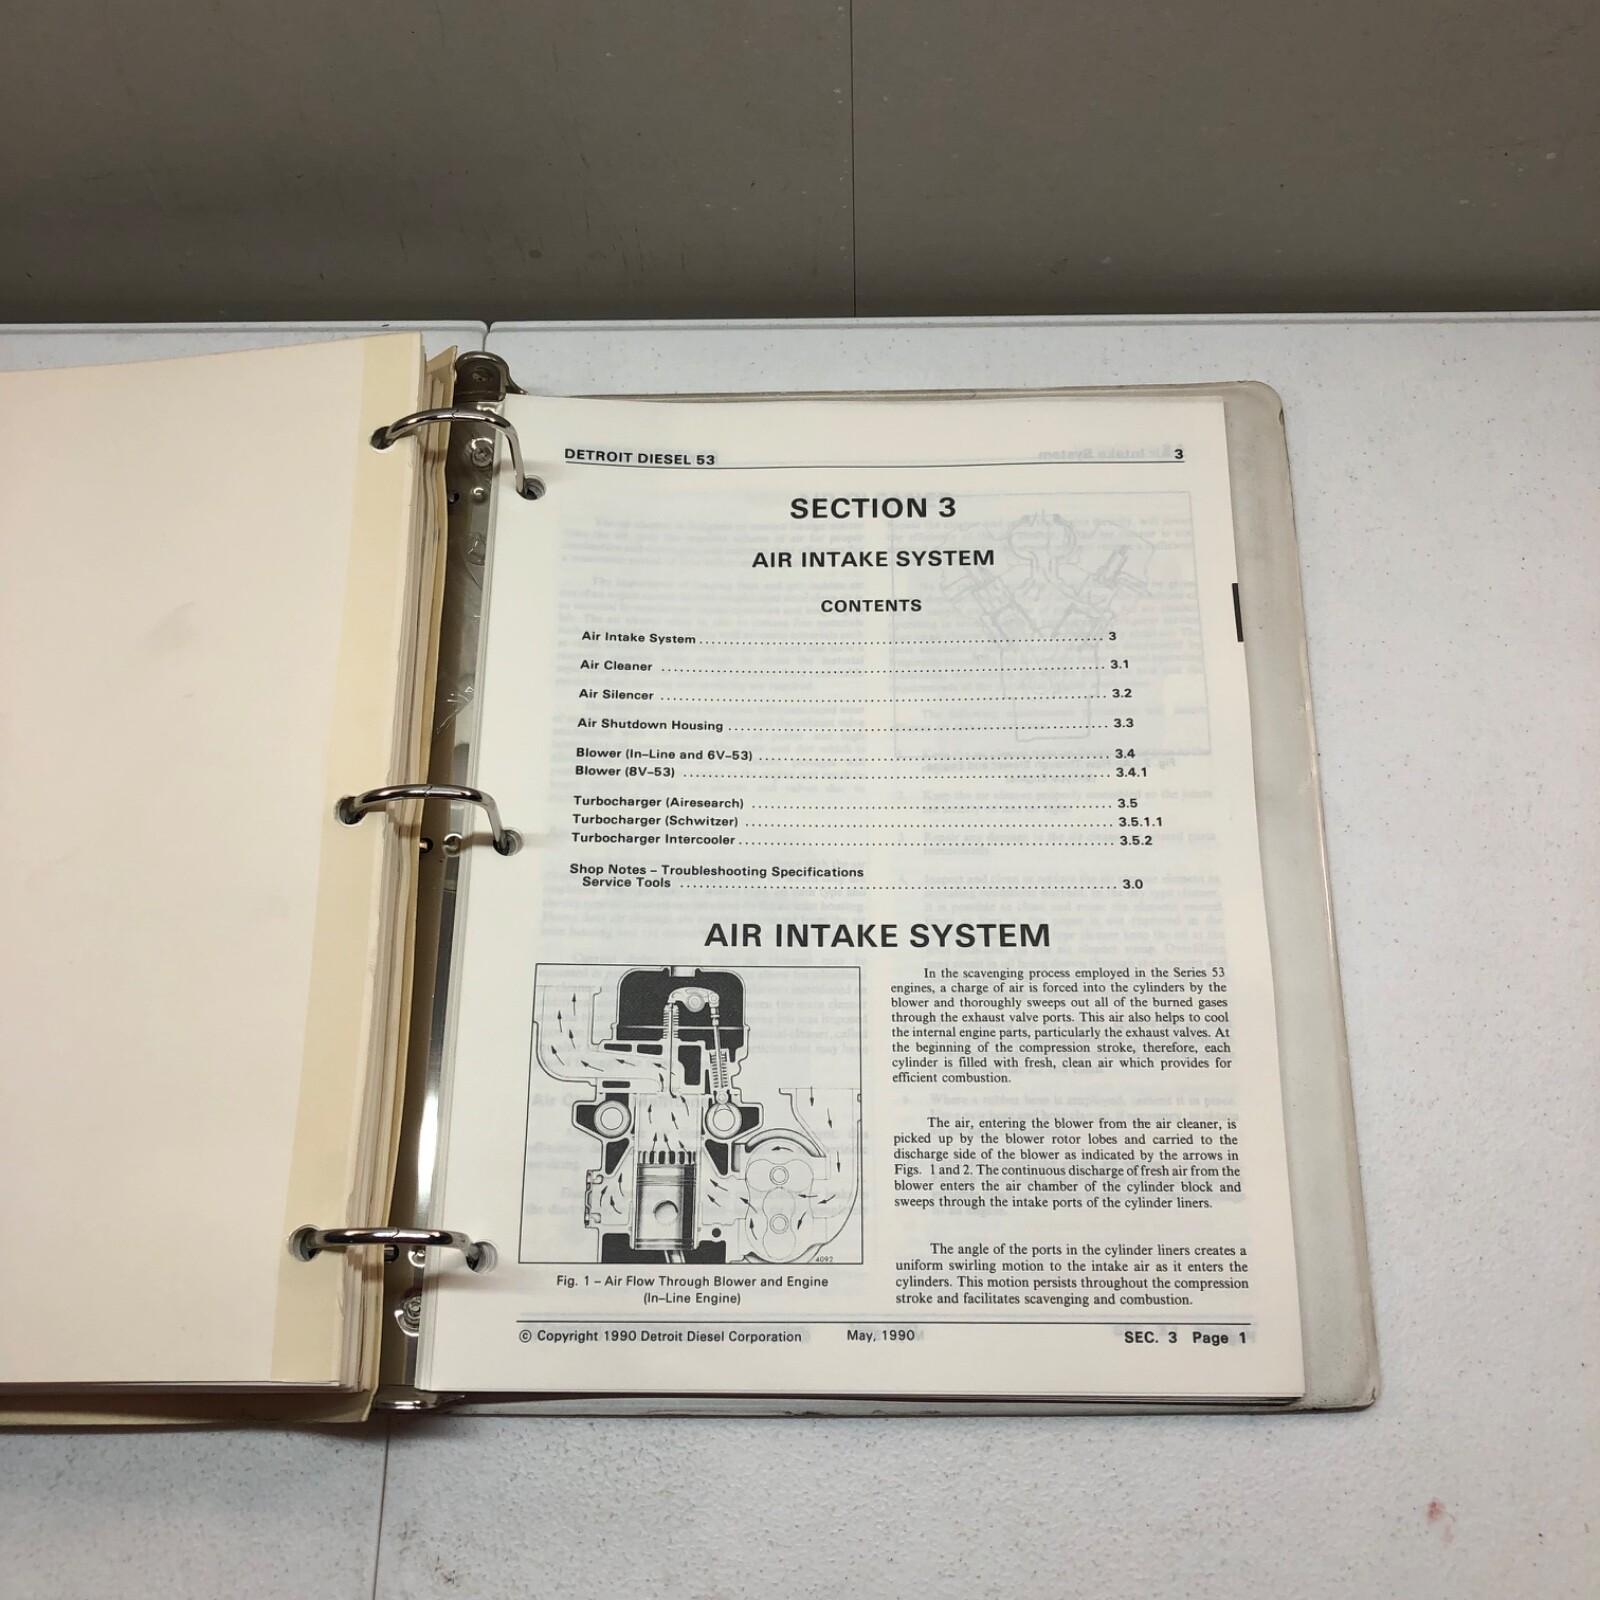 DETROIT DIESEL 53 3
SECTION 3
AIR INTAKE SYSTEM
CONTENTS
Air Intake System ........ 3
Air Cleaner ........ 3.1
Air Silencer ........ 3.2
Air Shutdown Housing ........ 3.3
Blower (In–Line and 6V–53) ........ 3.4
Blower (8V–53) ........ 3.4.1
Turbocharger (Airesearch) ........ 3.5
Turbocharger (Schwitzer) ........ 3.5.1.1
Turbocharger Intercooler ........ 3.5.2
Shop Notes – Troubleshooting Specifications
Service Tools ........ 3.0
AIR INTAKE SYSTEM
4092
Fig. 1 – Air Flow Through Blower and Engine
(In–Line Engine)
In the scavenging process employed in the Series 53
engines, a charge of air is forced into the cylinders by the
blower and thoroughly sweeps out all of the burned gases
through the exhaust valve ports. This air also helps to cool
the internal engine parts, particularly the exhaust valves. At
the beginning of the compression stroke, therefore, each
cylinder is filled with fresh, clean air which provides for
efficient combustion.
The air, entering the blower from the air cleaner, is
picked up by the blower rotor lobes and carried to the
discharge side of the blower as indicated by the arrows in
Figs. 1 and 2. The continuous discharge of fresh air from the
blower enters the air chamber of the cylinder block and
sweeps through the intake ports of the cylinder liners.
The angle of the ports in the cylinder liners creates a
uniform swirling motion to the intake air as it enters the
cylinders. This motion persists throughout the compression
stroke and facilitates scavenging and combustion.
© Copyright 1990 Detroit Diesel Corporation May, 1990 SEC. 3 Page 1